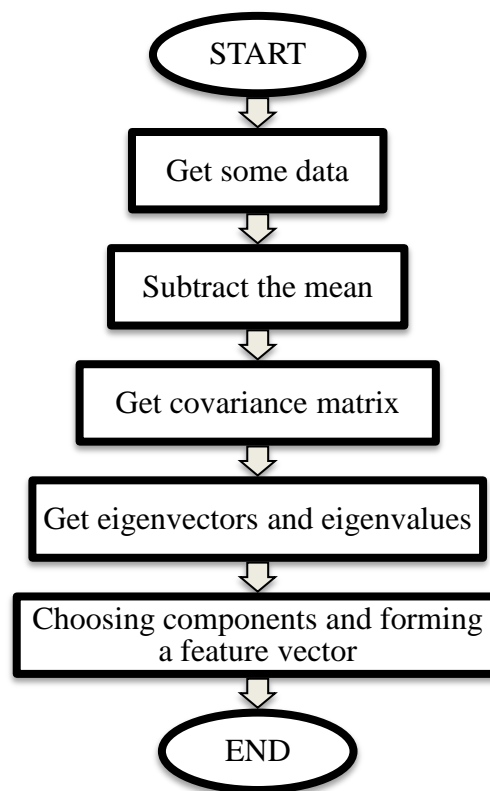 START
Get some data
Subtract the mean
Get covariance matrix
Get eigenvectors and eigenvalues
Choosing components and forming
a feature vector
END